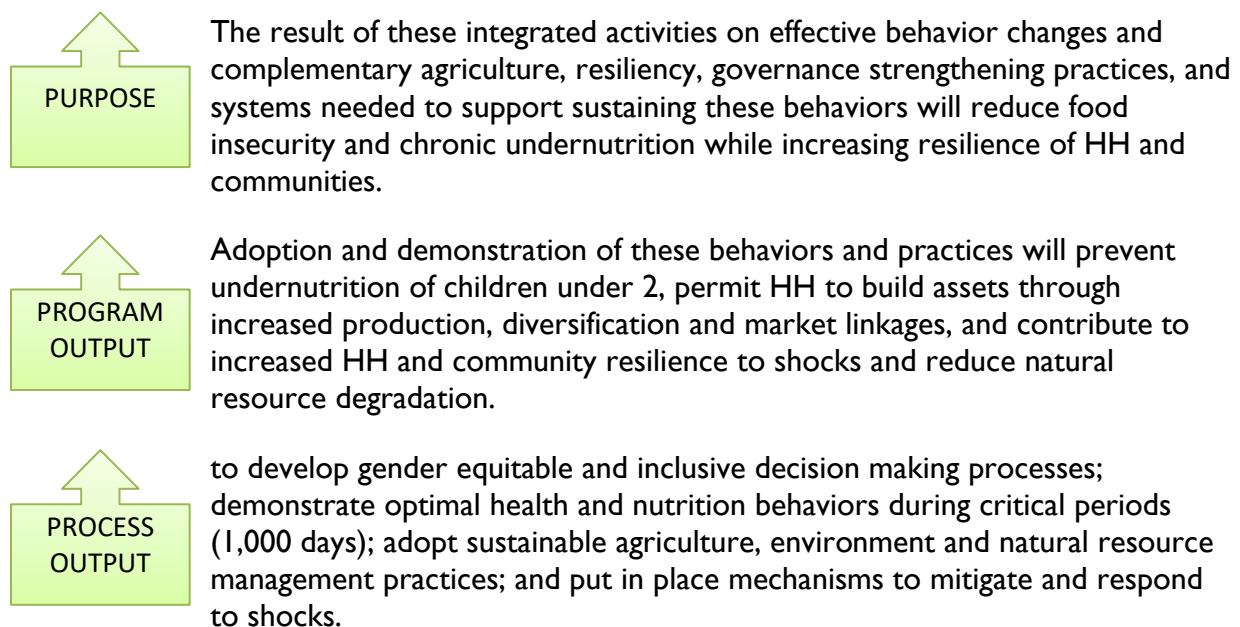 PURPOSE
The result of these integrated activities on effective behavior changes and
complementary agriculture, resiliency, governance strengthening practices, and
systems needed to support sustaining these behaviors will reduce food
insecurity and chronic undernutrition while increasing resilience of HH and
communities.
PROGRAM
OUTPUT
Adoption and demonstration of these behaviors and practices will prevent
undernutrition of children under 2, permit HH to build assets through
increased production, diversification and market linkages, and contribute to
increased HH and community resilience to shocks and reduce natural
resource degradation.
PROCESS
OUTPUT
to develop gender equitable and inclusive decision making processes;
demonstrate optimal health and nutrition behaviors during critical periods
(1,000 days); adopt sustainable agriculture, environment and natural resource
management practices; and put in place mechanisms to mitigate and respond
to shocks.